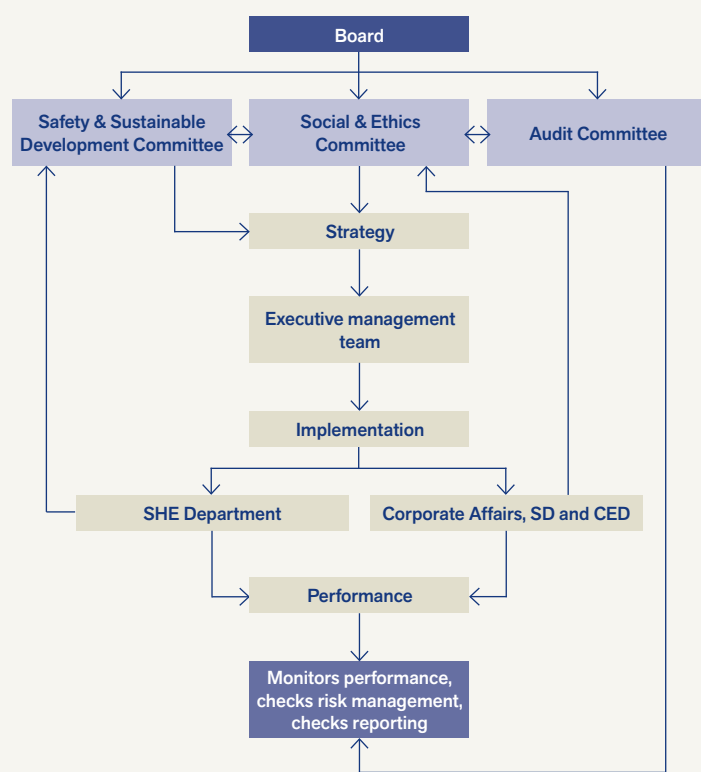 Board
Safety & Sustainable
Development Committee
Social & Ethics
Committee
Audit Committee
Strategy
Executive management
team
Implementation
SHE Department
Corporate Affairs, SD and CED
Performance
Monitors performance,
checks risk management,
checks reporting